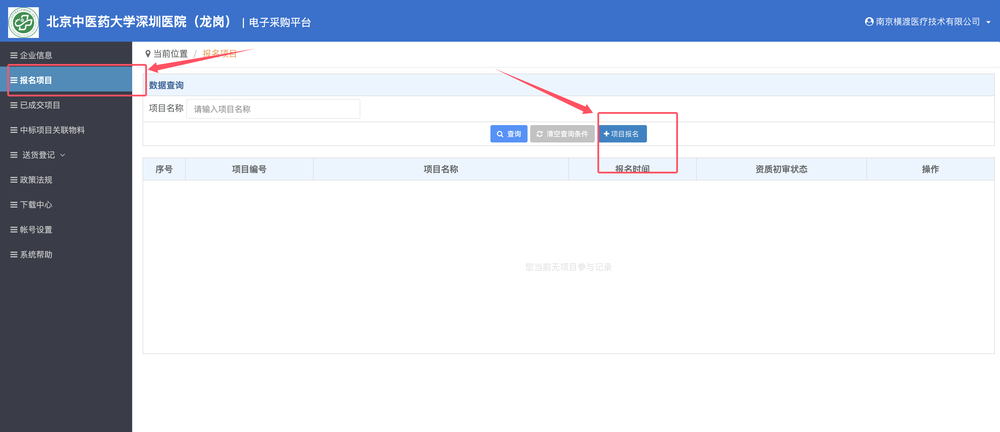 北京中医药大学深圳医院（龙岗） | 电子采购平台
南京横渡医疗技术有限公司
企业信息
报名项目
已成交项目
中标项目关联物料
送货登记
政策法规
下载中心
帐号设置
系统帮助
当前位置 / 报名项目
数据查询
项目名称 请输入项目名称
查询 清空查询条件 项目报名
序号 项目编号 项目名称 报名时间 资质初审状态 操作
您当前无项目参与记录